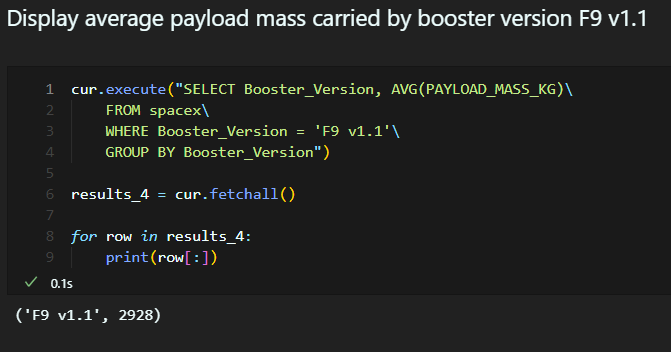 Display average payload mass carried by booster version F9 v1.1
1 cur.execute("SELECT Booster_Version, AVG(PAYLOAD_MASS_KG)\
2 FROM spacex\
3 WHERE Booster_Version = 'F9 v1.1'\
4 GROUP BY Booster_Version")
5
6 results_4 = cur.fetchall()
7
8 for row in results_4:
9 print(row[:])
✓ 0.1s
('F9 v1.1', 2928)